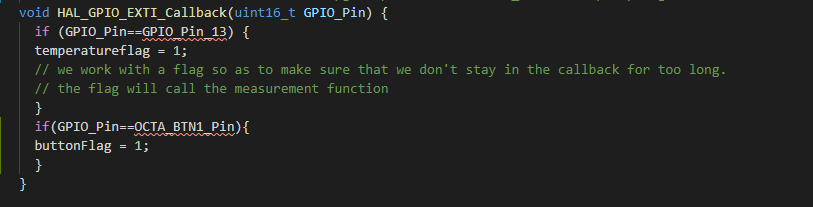 void HAL_GPIO_EXTI_Callback(uint16_t GPIO_Pin) {
if (GPIO_Pin==GPIO_Pin_13) {
temperatureflag = 1;
// we work with a flag so as to make sure that we don't stay in the callback for too long.
// the flag will call the measurement function
}
if(GPIO_Pin==OCTA_BTN1_Pin){
buttonFlag = 1;
}
}